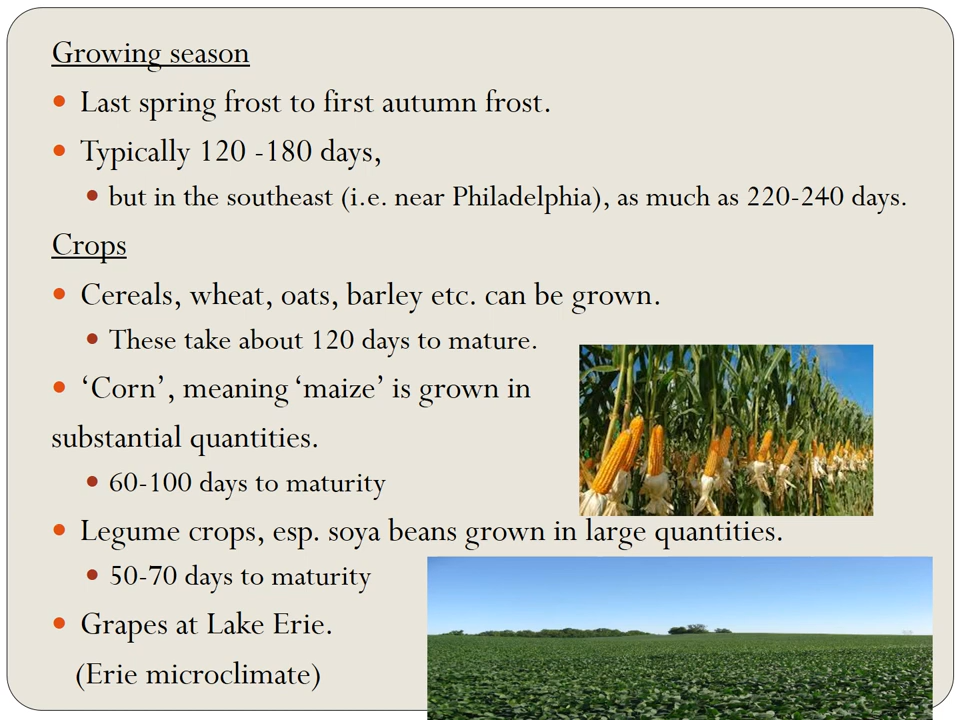 Growing season
• Last spring frost to first autumn frost.
• Typically 120 -180 days,
• but in the southeast (i.e. near Philadelphia), as much as 220-240 days.
Crops
• Cereals, wheat, oats, barley etc. can be grown.
• These take about 120 days to mature.
• ‘Corn’, meaning ‘maize’ is grown in
substantial quantities.
• 60-100 days to maturity
• Legume crops, esp. soya beans grown in large quantities.
• 50-70 days to maturity
• Grapes at Lake Erie.
(Erie microclimate)